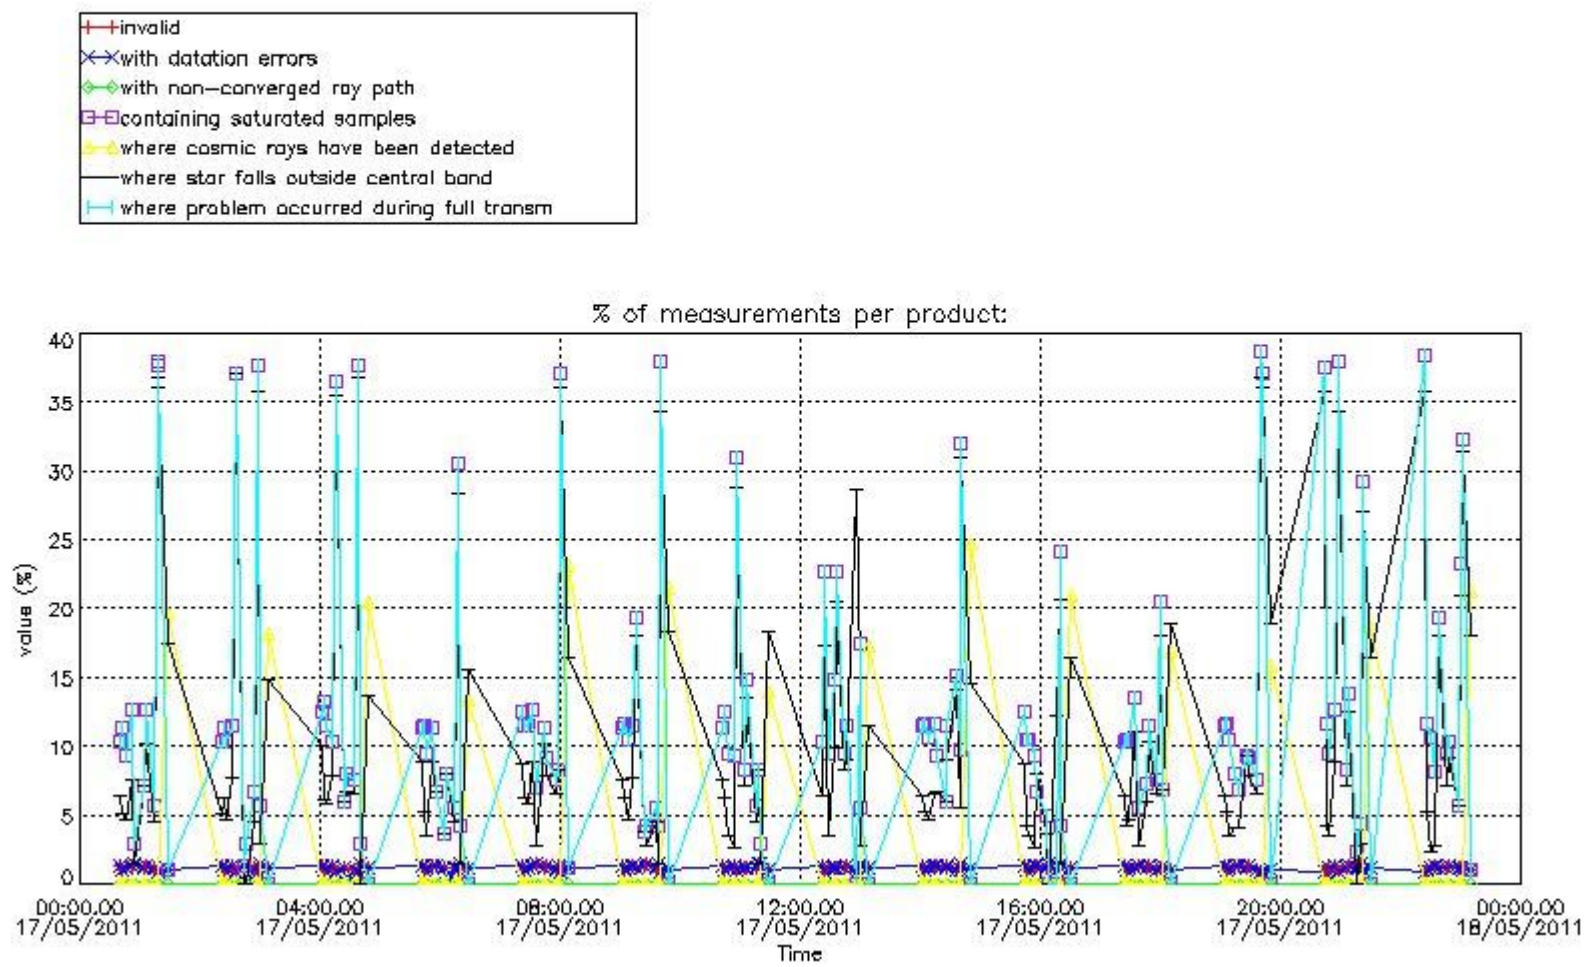 invalid
with datation errors
with non-converged ray path
containing saturated samples
where cosmic rays have been detected
where star falls outside central band
where problem occurred during full transm
% of measurements per product:
40
35
30
25
20
15
10
5
0
value (%)
00:00:00 04:00:00 08:00:00 12:00:00 16:00:00 20:00:00 00:00:00
17/05/2011 17/05/2011 17/05/2011 17/05/2011 17/05/2011 17/05/2011 18/05/2011
Time